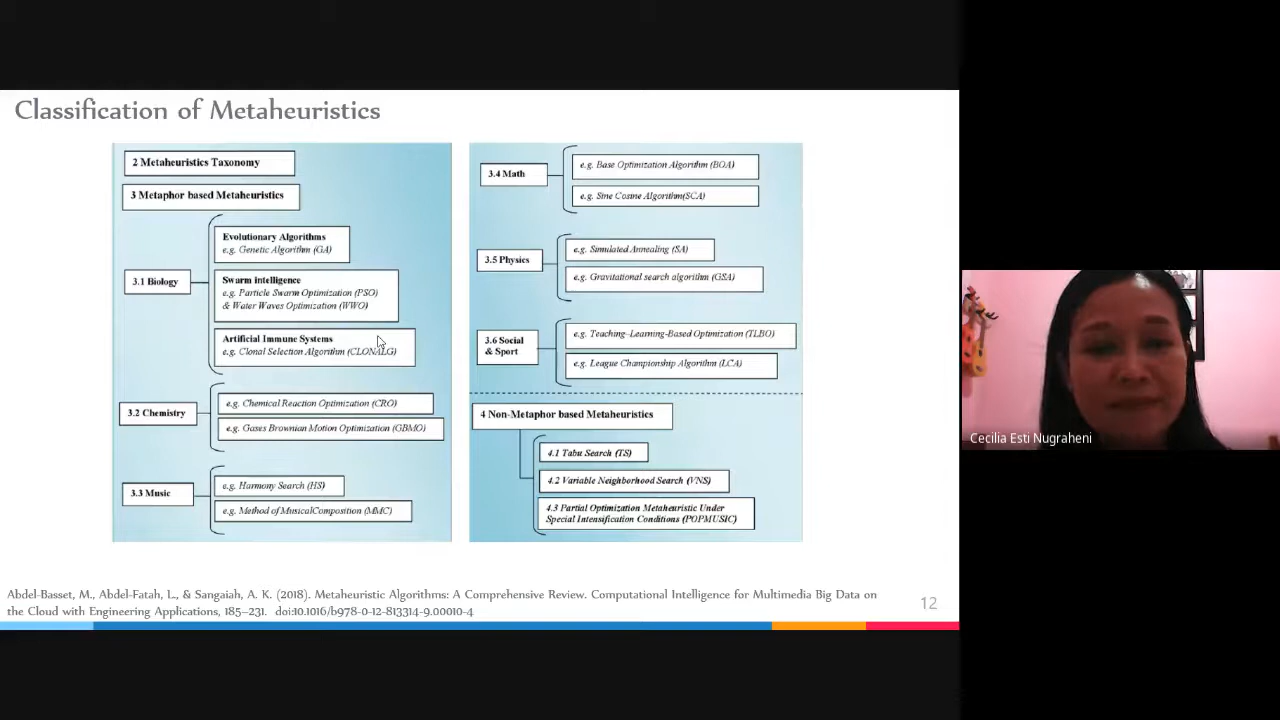 Classification of Metaheuristics
2 Metaheuristics Taxonomy
3 Metaphor based Metaheuristics
3.1 Biology
Evolutionary Algorithms
e.g. Genetic Algorithm (GA)
Swarm intelligence
e.g. Particle Swarm Optimization (PSO)
& Water Waves Optimization (WWO)
Artificial Immune Systems
e.g. Clonal Selection Algorithm (CLONALG)
3.2 Chemistry
e.g. Chemical Reaction Optimization (CRO)
e.g. Gases Brownian Motion Optimization (GBMO)
3.3 Music
e.g. Harmony Search (HS)
e.g. Method of MusicalComposition (MMC)
3.4 Math
e.g. Base Optimization Algorithm (BOA)
e.g. Sine Cosine Algorithm(SCA)
3.5 Physics
e.g. Simulated Annealing (SA)
e.g. Gravitational search algorithm (GSA)
3.6 Social
& Sport
e.g. Teaching-Learning-Based Optimization (TLBO)
e.g. League Championship Algorithm (LCA)
4 Non-Metaphor based Metaheuristics
4.1 Tabu Search (TS)
4.2 Variable Neighborhood Search (VNS)
4.3 Partial Optimization Metaheuristic Under
Special Intensification Conditions (POPMUSIC)
Abdel-Basset, M., Abdel-Fatah, L., & Sangaiah, A. K. (2018). Metaheuristic Algorithms: A Comprehensive Review. Computational Intelligence for Multimedia Big Data on
the Cloud with Engineering Applications, 185–231. doi:10.1016/b978-0-12-813314-9.00010-4
12
Cecilia Esti Nugraheni